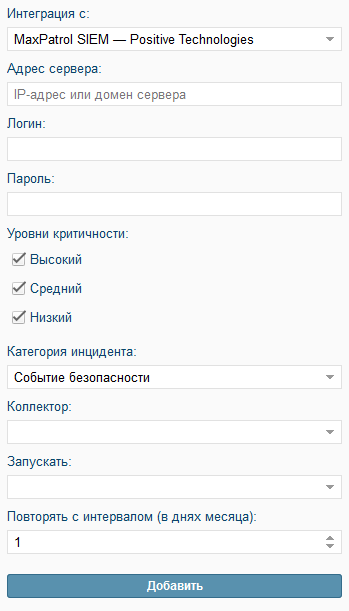 Интеграция с:
MaxPatrol SIEM — Positive Technologies
Адрес сервера:
IP-адрес или домен сервера
Логин:
Пароль:
Уровни критичности:
Высокий
Средний
Низкий
Категория инцидента:
Событие безопасности
Коллектор:
Запускать:
Повторять с интервалом (в днях месяца):
1
Добавить